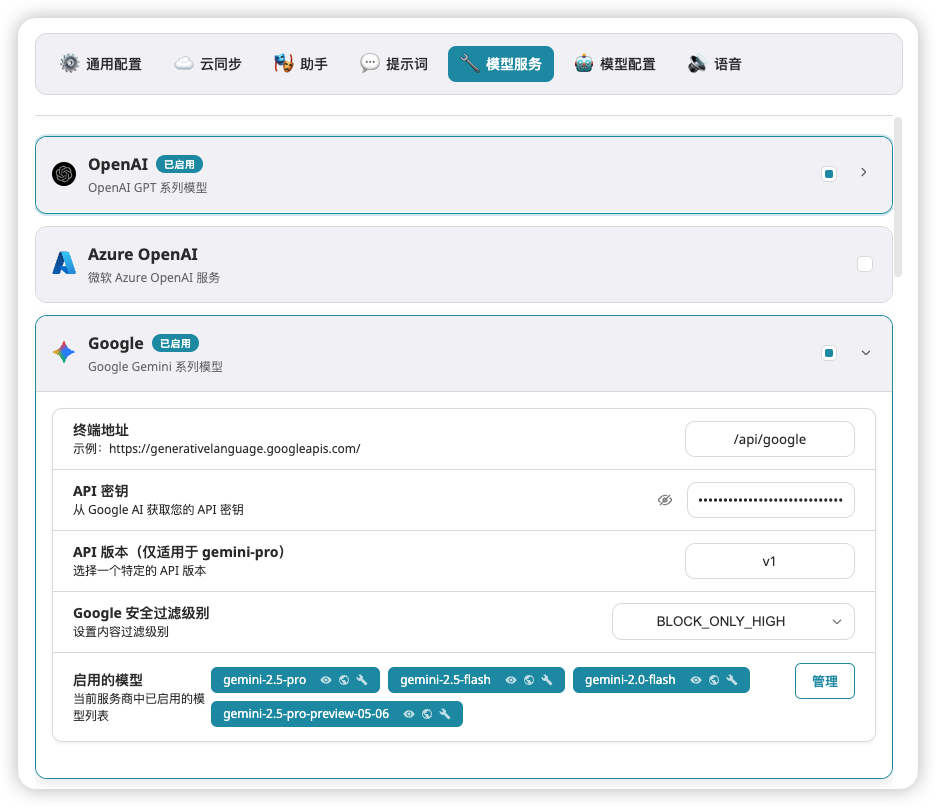 通用配置 云同步 助手 提示词 模型服务 模型配置 语音
OpenAI 已启用
OpenAI GPT 系列模型
Azure OpenAI
微软 Azure OpenAI 服务
Google 已启用
Google Gemini 系列模型
终端地址
示例：https://generativelanguage.googleapis.com/
/api/google
API 密钥
从 Google AI 获取您的 API 密钥
••••••••••••••••••••••••••••••
API 版本（仅适用于 gemini-pro）
选择一个特定的 API 版本
v1
Google 安全过滤级别
设置内容过滤级别
BLOCK_ONLY_HIGH
启用的模型
当前服务商中已启用的模
型列表
gemini-2.5-pro gemini-2.5-flash gemini-2.0-flash
gemini-2.5-pro-preview-05-06
管理